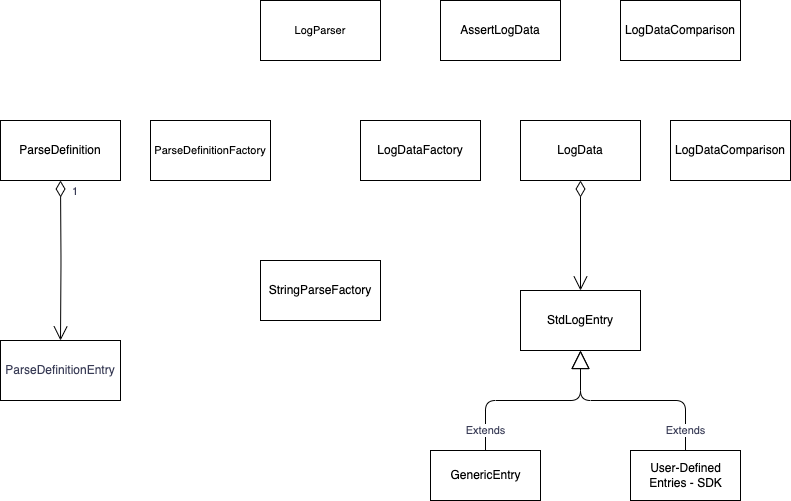 LogParser
AssertLogData
LogDataComparison
ParseDefinition
ParseDefinitionFactory
LogDataFactory
LogData
LogDataComparison
1
StringParseFactory
StdLogEntry
ParseDefinitionEntry
Extends
Extends
GenericEntry
User-Defined
Entries - SDK